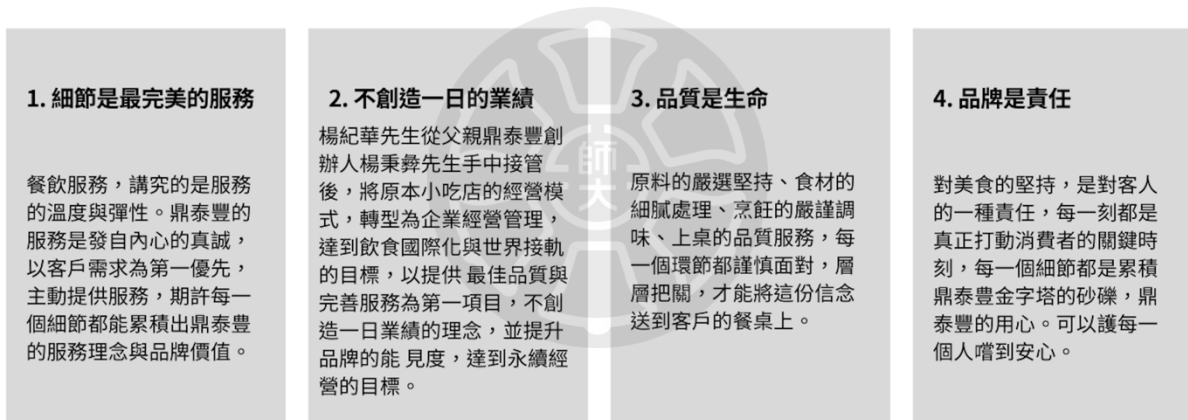 1. 細節是最完美的服務
餐飲服務，講究的是服務
的溫度與彈性。鼎泰豐的
服務是發自內心的真誠，
以客戶需求為第一優先，
主動提供服務，期許每一
個細節都能累積出鼎泰豊
的服務理念與品牌價值。
2. 不創造一日的業績
楊紀華先生從父親鼎泰豐創
辦人楊秉彝先生手中接管
後，將原本小吃店的經營模
式，轉型為企業經營管理，
達到飲食國際化與世界接軌
的目標，以提供 最佳品質與
完善服務為第一項目，不創
造一日業績的理念，並提升
品牌的能 見度，達到永續經
營的目標。
3. 品質是生命
原料的嚴選堅持、食材的
細膩處理、烹飪的嚴謹調
味、上桌的品質服務，每
一個環節都謹慎面對，層
層把關，才能將這份信念
送到客戶的餐桌上。
4. 品牌是責任
對美食的堅持，是對客人
的一種責任，每一刻都是
真正打動消費者的關鍵時
刻，每一個細節都是累積
鼎泰豊金字塔的砂礫，鼎
泰豐的用心。可以護每一
個人嚐到安心。
師大